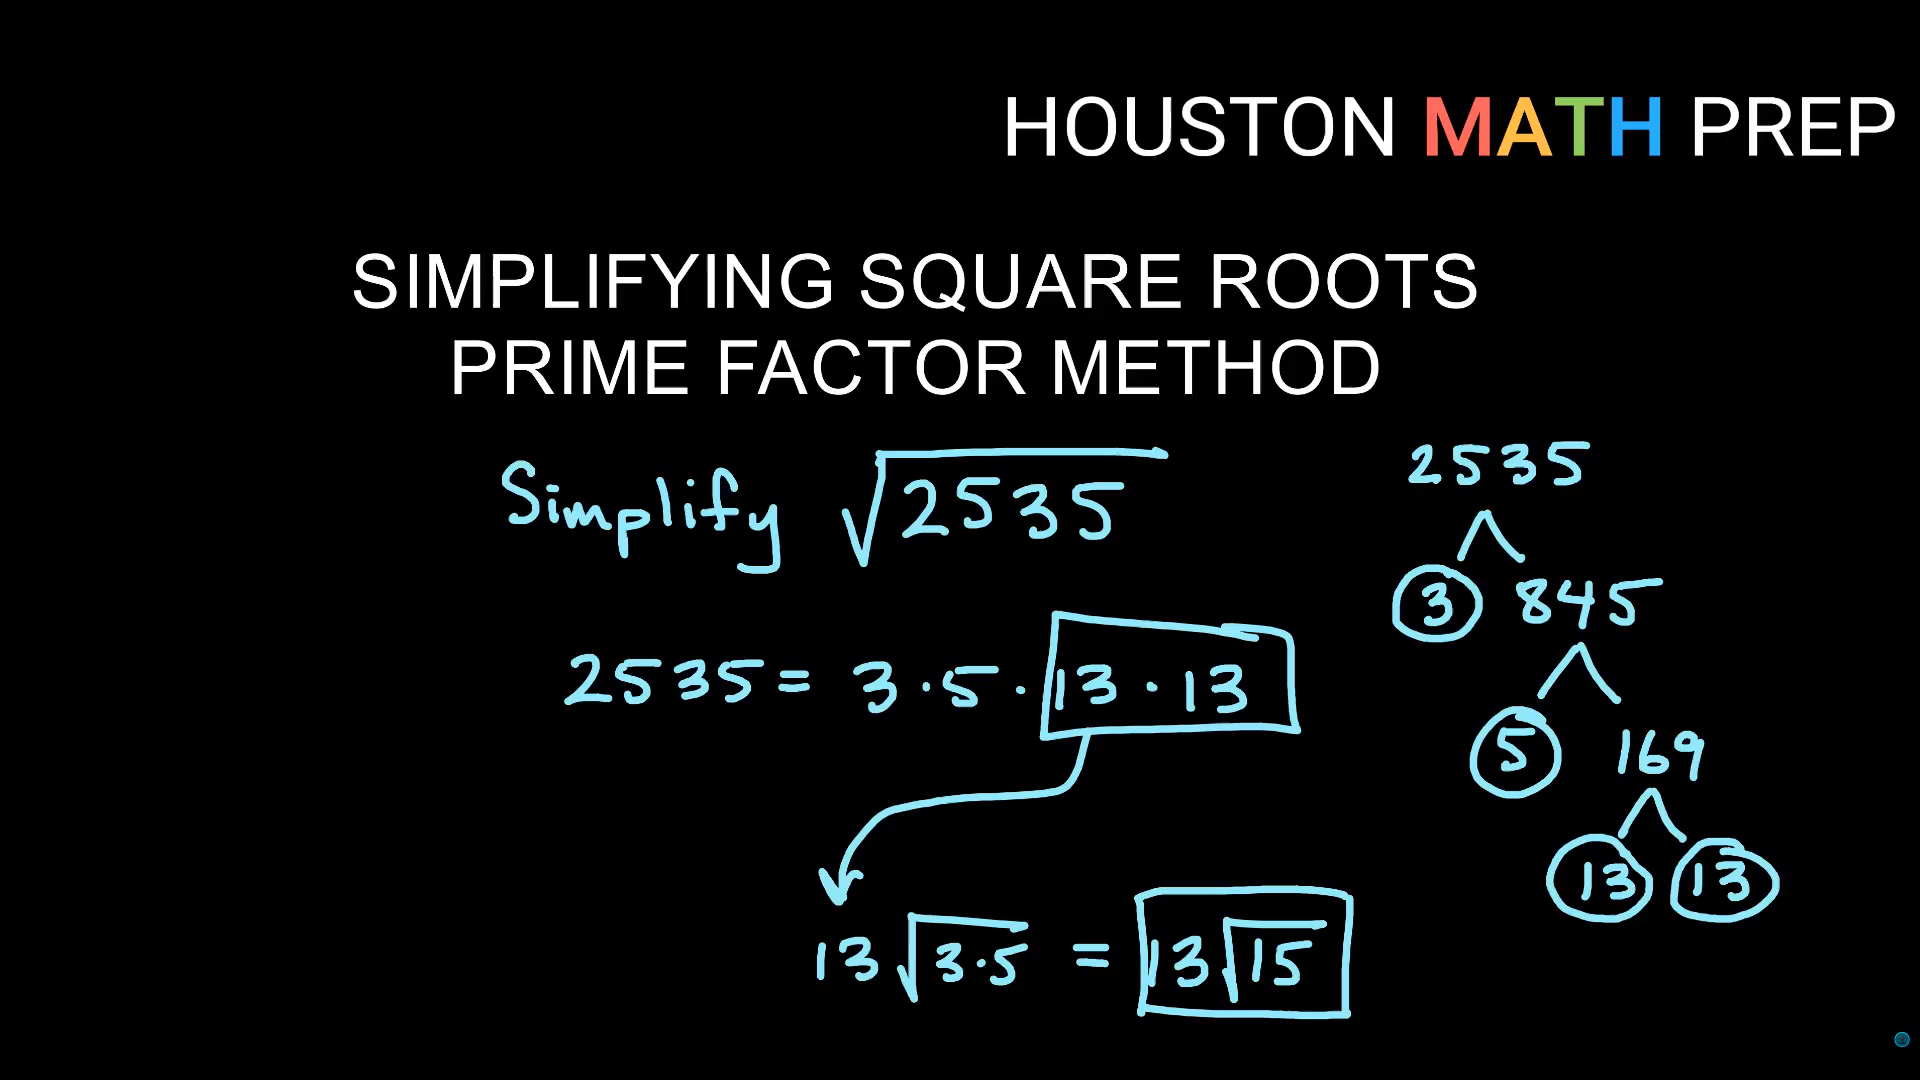 HOUSTON MATH PREP
SIMPLIFYING SQUARE ROOTS
PRIME FACTOR METHOD
Simplify √2535
2535 = 3 · 5 · 13 · 13
13√3·5 = 13√15
2535
3 845
5 169
13 13